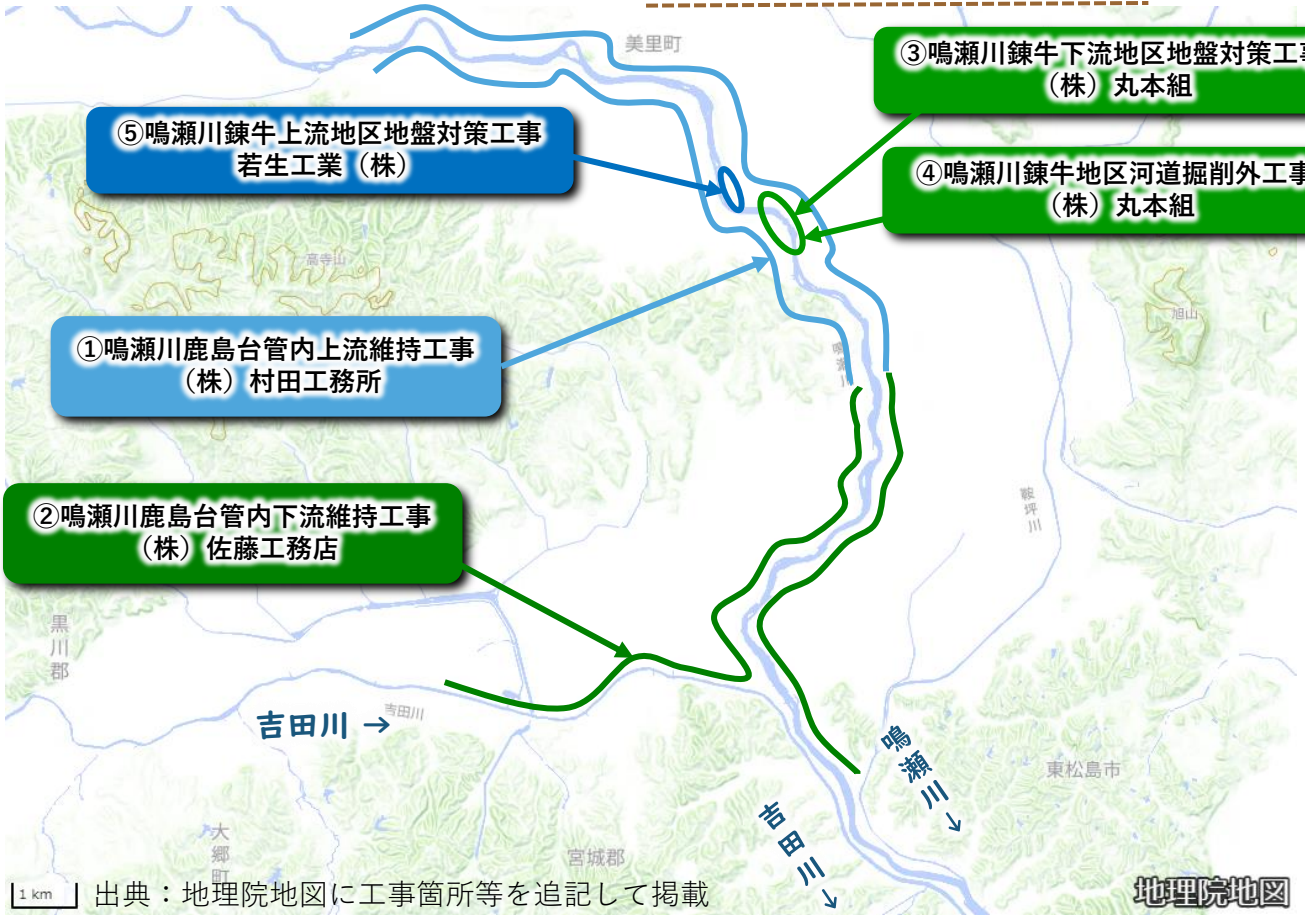 美里町
③鳴瀬川錬牛下流地区地盤対策工事
（株）丸本組
⑤鳴瀬川錬牛上流地区地盤対策工事
若生工業（株）
④鳴瀬川錬牛地区河道掘削外工事
（株）丸本組
高寺山
旭山
①鳴瀬川鹿島台管内上流維持工事
（株）村田工務所
鳴瀬川
鞍坪川
②鳴瀬川鹿島台管内下流維持工事
（株）佐藤工務店
黒川郡
吉田川 →
吉田川
鳴瀬川↓
東松島市
吉田川↓
大郷町
宮城郡
1 km
出典：地理院地図に工事箇所等を追記して掲載
地理院地図